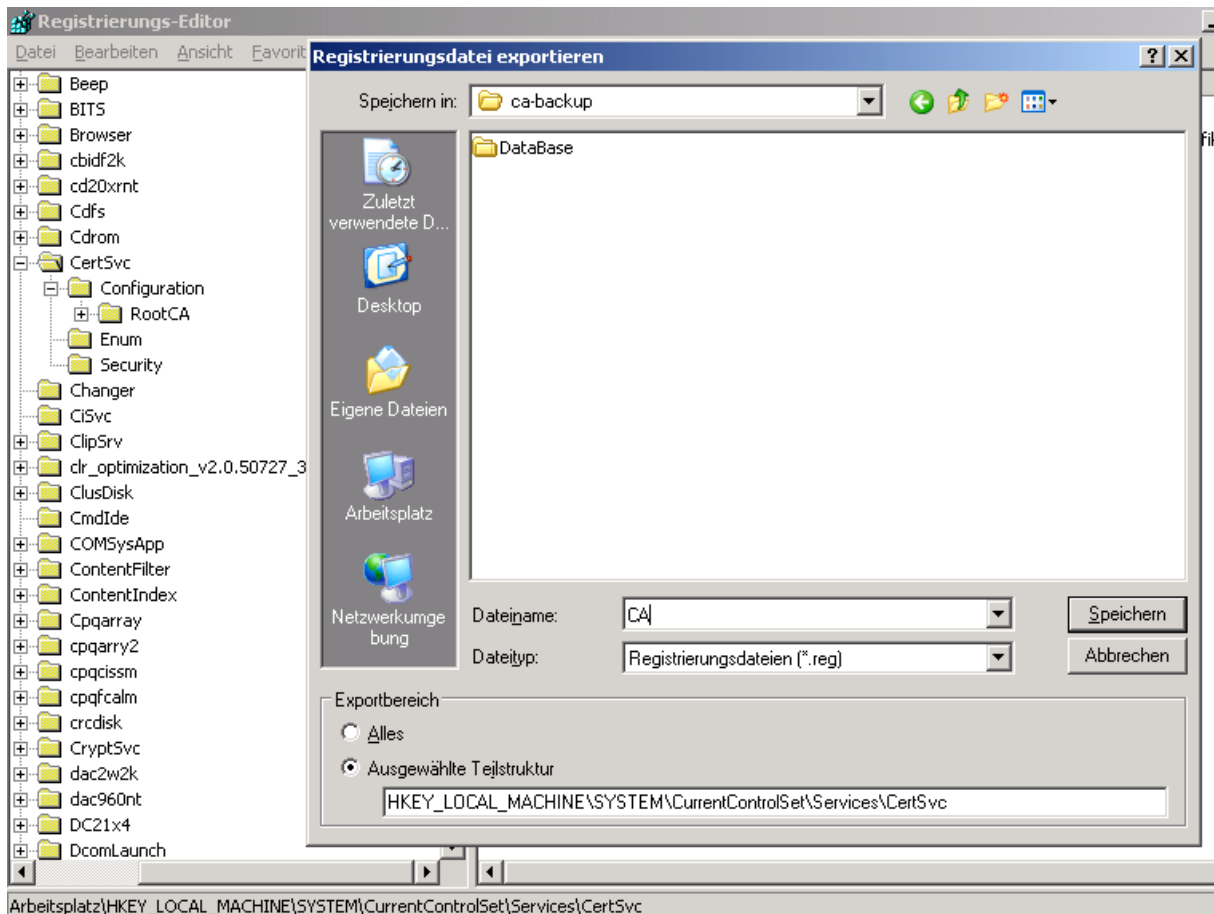 Registrierungs-Editor
Datei Bearbeiten Ansicht Favorit
Beep
BITS
Browser
cbidf2k
cd20xrnt
Cdfs
Cdrom
CertSvc
Configuration
RootCA
Enum
Security
Changer
CiSvc
ClipSrv
clr_optimization_v2.0.50727_3
ClusDisk
CmdIde
COMSysApp
ContentFilter
ContentIndex
Cpqarray
cpqarry2
cpqcissm
cpqfcalm
crcdisk
CryptSvc
dac2w2k
dac960nt
DC21x4
DcomLaunch
Registrierungsdatei exportieren
Speichern in: ca-backup
Zuletzt
verwendete D...
Desktop
Eigene Dateien
Arbeitsplatz
Netzwerkumge
bung
DataBase
Dateiname: CA
Speichern
Dateityp: Registrierungsdateien (*.reg)
Abbrechen
Exportbereich
Alles
Ausgewählte Teilstruktur
HKEY_LOCAL_MACHINE\SYSTEM\CurrentControlSet\Services\CertSvc
Arbeitsplatz\HKEY_LOCAL_MACHINE\SYSTEM\CurrentControlSet\Services\CertSvc